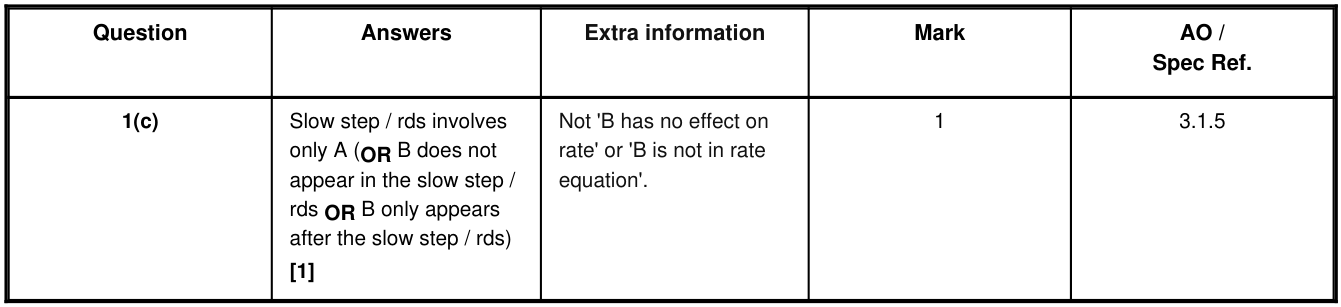 Question Answers Extra information Mark AO /
Spec Ref.
1(c) Slow step / rds involves Not 'B has no effect on 1 3.1.5
only A (OR B does not rate' or 'B is not in rate
appear in the slow step / equation'.
rds OR B only appears
after the slow step / rds)
[1]